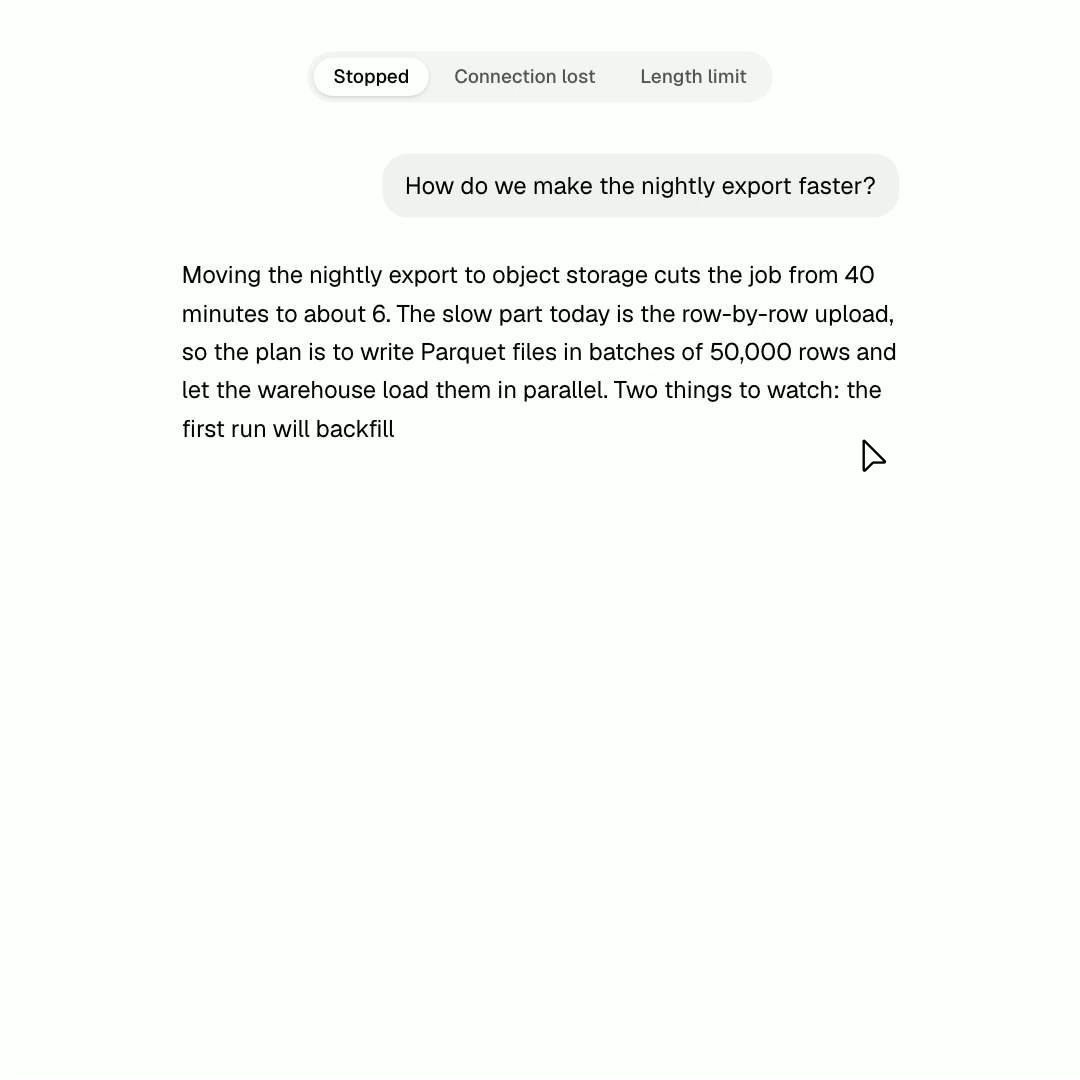 Stopped Connection lost Length limit
How do we make the nightly export faster?
Moving the nightly export to object storage cuts the job from 40
minutes to about 6. The slow part today is the row-by-row upload,
so the plan is to write Parquet files in batches of 50,000 rows and
let the warehouse load them in parallel. Two things to watch: the
first run will backfill